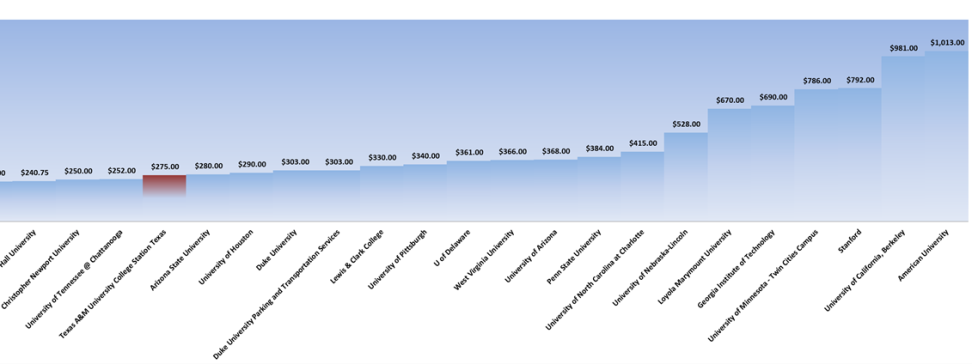 $240.75
$250.00
$252.00
$275.00
$280.00
$290.00
$303.00
$303.00
$330.00
$340.00
$361.00
$366.00
$368.00
$384.00
$415.00
$528.00
$670.00
$690.00
$786.00
$792.00
$981.00
$1,013.00
Hall University
Christopher Newport University
University of Tennessee @ Chattanooga
Texas A&M University College Station Texas
Arizona State University
University of Houston
Duke University
Duke University Parking and Transportation Services
Lewis & Clark College
University of Pittsburgh
U of Delaware
West Virginia University
University of Arizona
Penn State University
University of North Carolina at Charlotte
University of Nebraska-Lincoln
Loyola Marymount University
Georgia Institute of Technology
University of Minnesota - Twin Cities Campus
Stanford
University of California, Berkeley
American University